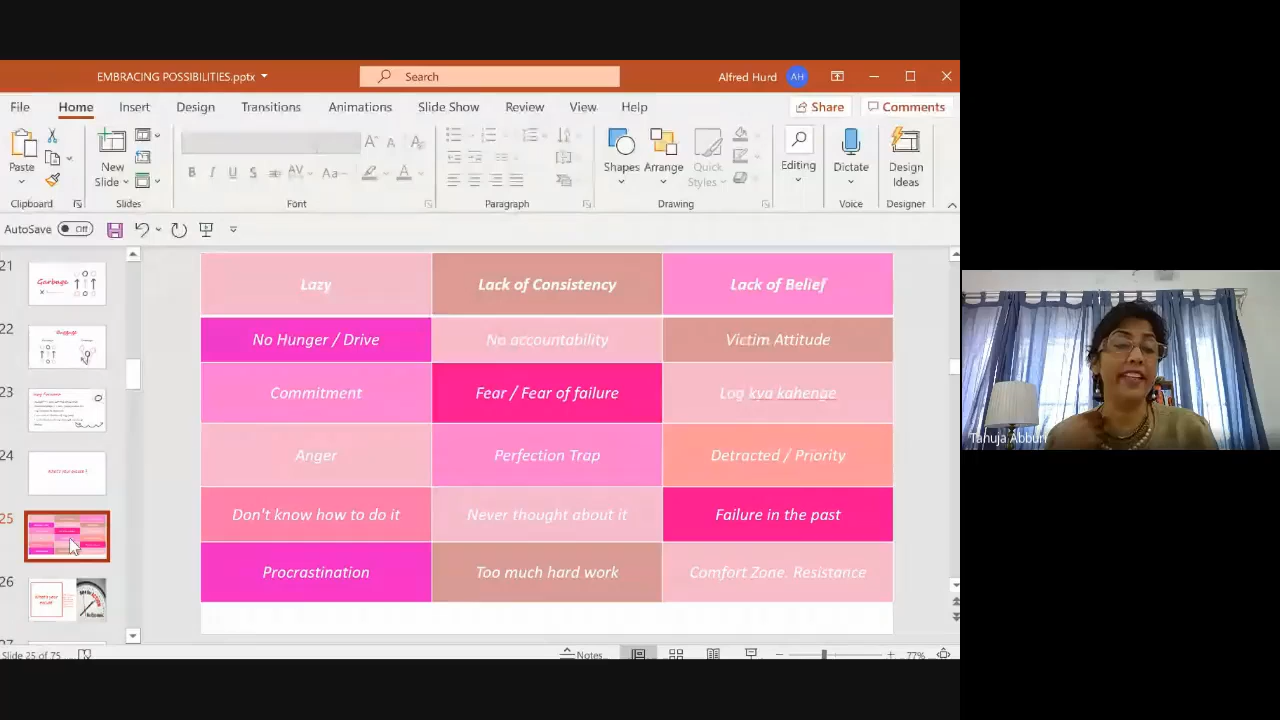 EMBRACING POSSIBILITIES.pptx
Search
Alfred Hurd
AH
File
Home
Insert
Design
Transitions
Animations
Slide Show
Review
View
Help
Share
Comments
Paste
New
Slide
Shapes
Arrange
Quick
Styles
Editing
Dictate
Design
Ideas
Clipboard
Slides
Font
Paragraph
Drawing
Voice
Designer
AutoSave Off
21
Garbage
22
23
24
25
26
Lazy
Lack of Consistency
Lack of Belief
No Hunger / Drive
No accountability
Victim Attitude
Commitment
Fear / Fear of failure
Log kya kahenge
Anger
Perfection Trap
Detracted / Priority
Don't know how to do it
Never thought about it
Failure in the past
Procrastination
Too much hard work
Comfort Zone. Resistance
Slide 25 of 75
Notes
77%
Tanuja Abburi